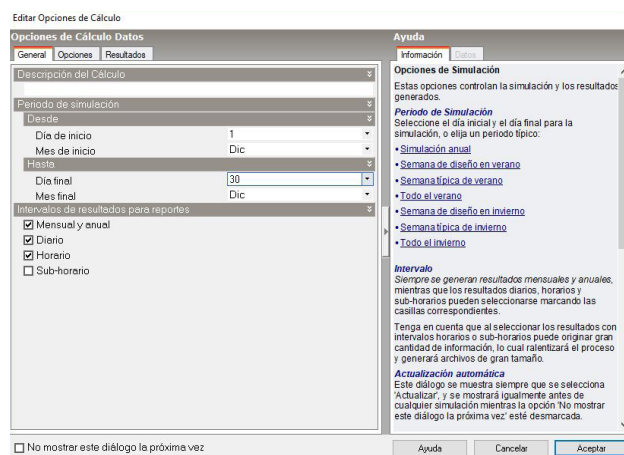 Editar Opciones de Cálculo
Opciones de Cálculo Datos
General Opciones Resultados
Descripción del Cálculo
Periodo de simulación
Desde
Día de inicio 1
Mes de inicio Dic
Hasta
Día final 30
Mes final Dic
Intervalos de resultados para reportes
Mensual y anual
Diario
Horario
Sub-horario
No mostrar este diálogo la próxima vez
Ayuda
Información Datos
Opciones de Simulación
Estas opciones controlan la simulación y los resultados
generados.
Periodo de Simulación
Seleccione el día inicial y el día final para la
simulación, o elija un periodo típico:
• Simulación anual
• Semana de diseño en verano
• Semana típica de verano
• Todo el verano
• Semana de diseño en invierno
• Semana típica de invierno
• Todo el invierno
Intervalo
Siempre se generan resultados mensuales y anuales,
mientras que los resultados diarios, horarios y
sub-horarios pueden seleccionarse marcando las
casillas correspondientes.
Tenga en cuenta que al seleccionar los resultados con
intervalos horarios o sub-horarios puede originar gran
cantidad de información, lo cual ralentizará el proceso
y generará archivos de gran tamaño.
Actualización automática
Este diálogo se muestra siempre que se selecciona
'Actualizar', y se mostrará igualmente antes de
cualquier simulación mientras la opción 'No mostrar
este diálogo la próxima vez' esté desmarcada.
Ayuda Cancelar Aceptar